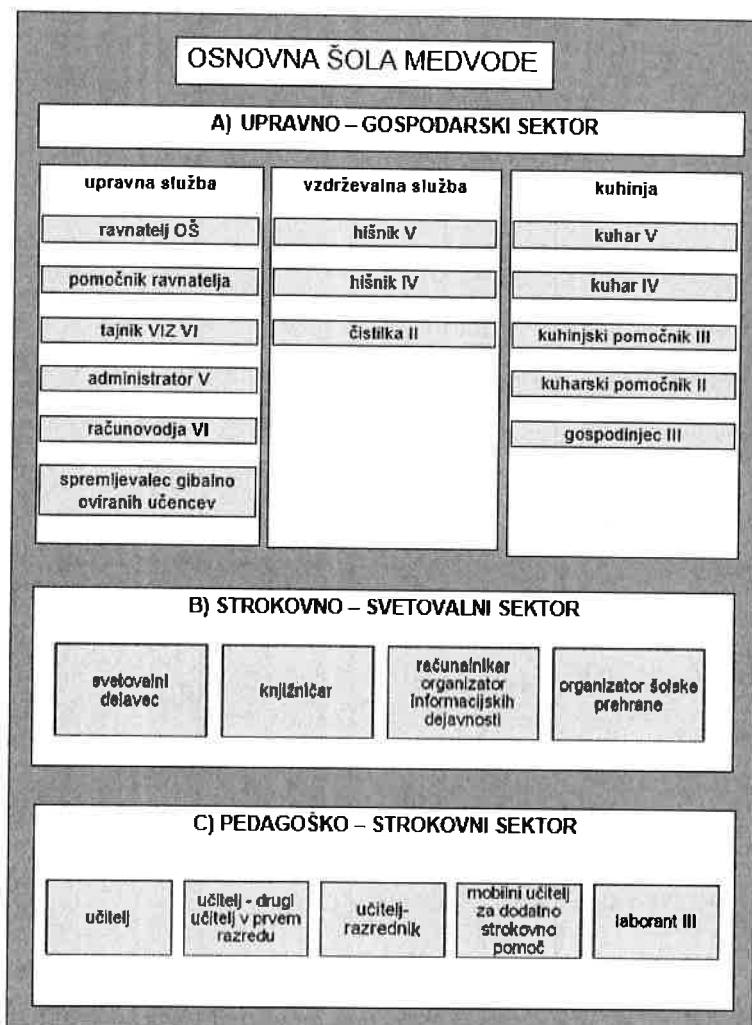 OSNOVNA ŠOLA MEDVODE
A) UPRAVNO – GOSPODARSKI SEKTOR
upravna služba
ravnatelj OŠ
pomočnik ravnatelja
tajnik VIZ VI
administrator V
računovodja VI
spremljevalec gibalno
oviranih učencev
vzdrževalna služba
hišnik V
hišnik IV
čistilka II
kuhinja
kuhar V
kuhar IV
kuhinjski pomočnik III
kuharski pomočnik II
gospodinjec III
B) STROKOVNO – SVETOVALNI SEKTOR
svetovalni
delavec
knjižničar
računalnikar
organizator
informacijskih
dejavnosti
organizator šolske
prehrane
C) PEDAGOŠKO – STROKOVNI SEKTOR
učitelj
učitelj - drugi
učitelj v prvem
razredu
učitelj-
razrednik
mobilni učitelj
za dodatno
strokovno
pomoč
laborant III